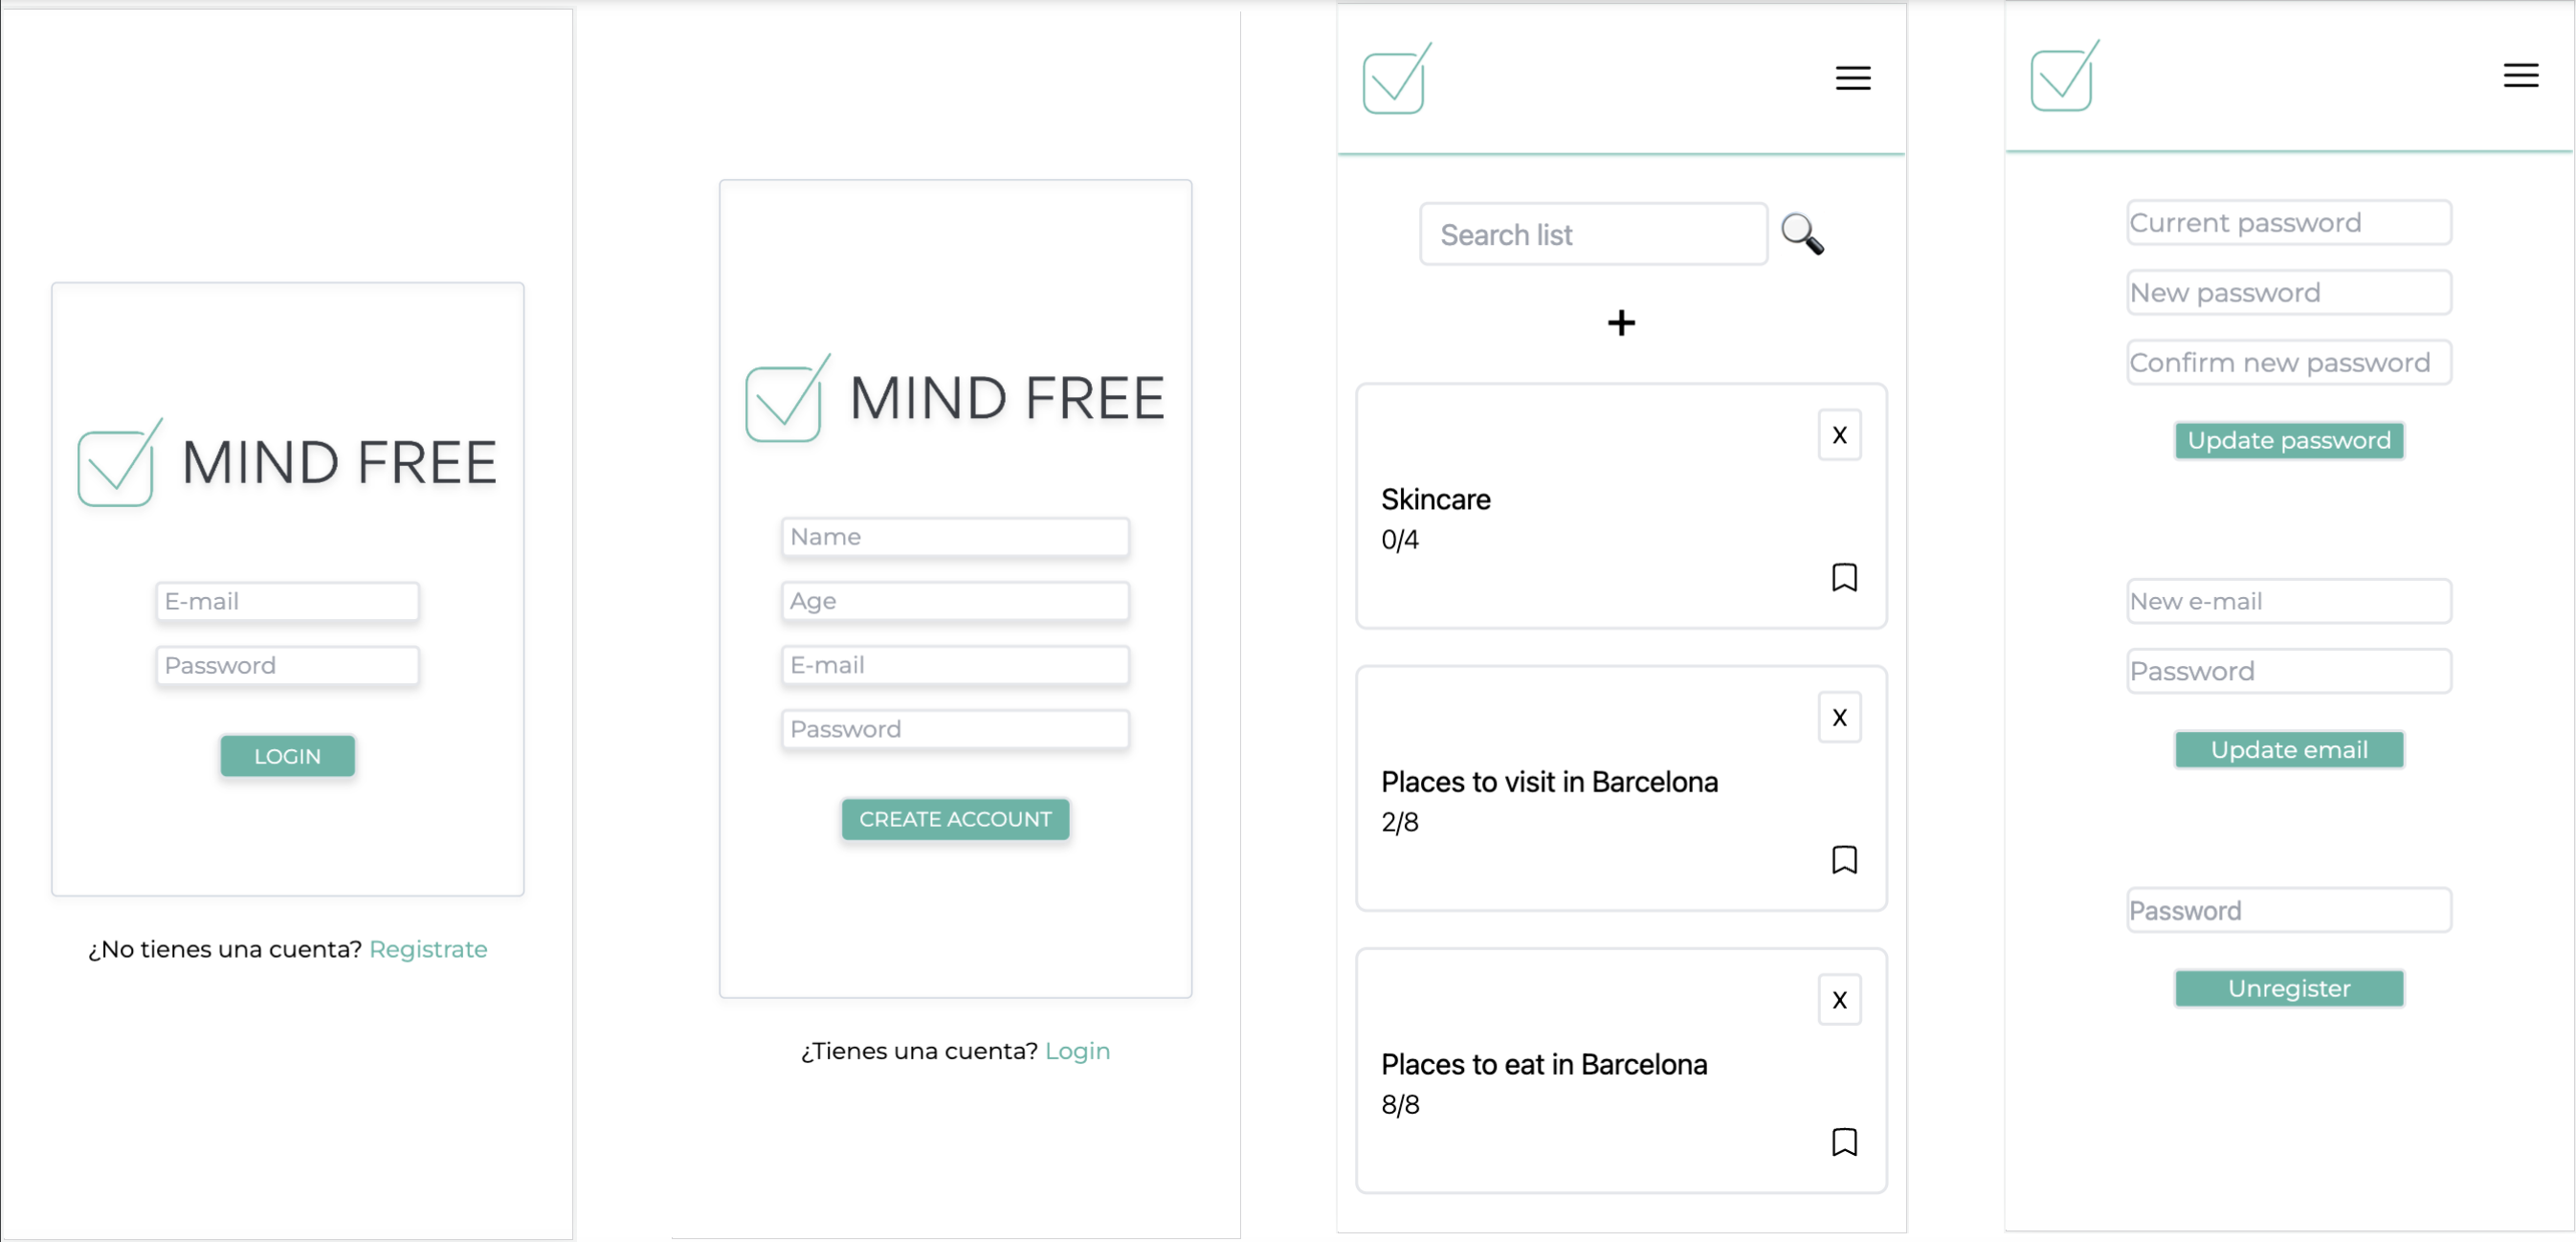 MIND FREE
E-mail
Password
LOGIN
¿No tienes una cuenta? Registrate
MIND FREE
Name
Age
E-mail
Password
CREATE ACCOUNT
¿Tienes una cuenta? Login
Search list
+
X
Skincare
0/4
X
Places to visit in Barcelona
2/8
X
Places to eat in Barcelona
8/8
Current password
New password
Confirm new password
Update password
New e-mail
Password
Update email
Password
Unregister